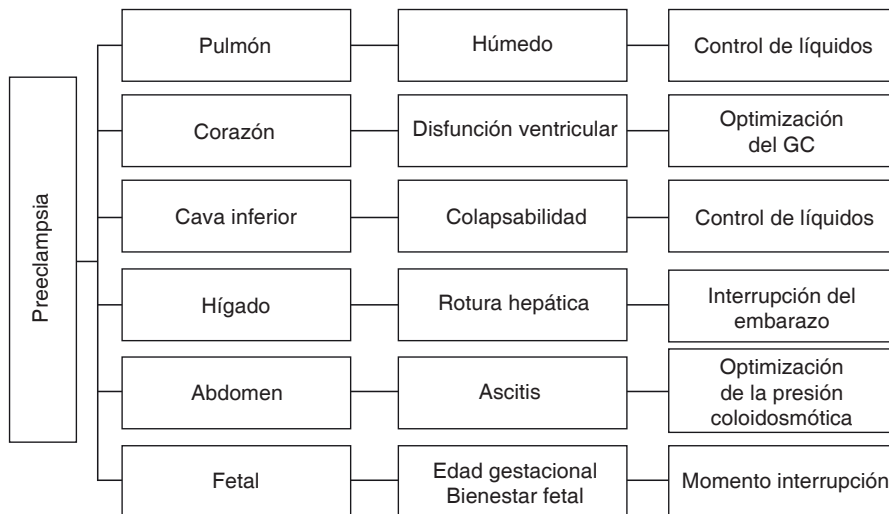 Preeclampsia
Pulmón
Húmedo
Control de líquidos
Corazón
Disfunción ventricular
Optimización
del GC
Cava inferior
Colapsabilidad
Control de líquidos
Hígado
Rotura hepática
Interrupción del
embarazo
Abdomen
Ascitis
Optimización
de la presión
coloidosmótica
Fetal
Edad gestacional
Bienestar fetal
Momento interrupción